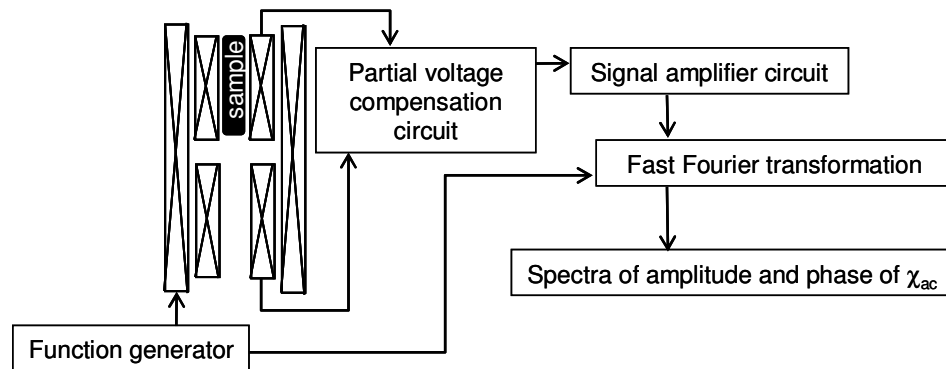 sample
Partial voltage
compensation
circuit
Signal amplifier circuit
Fast Fourier transformation
Spectra of amplitude and phase of χac
Function generator